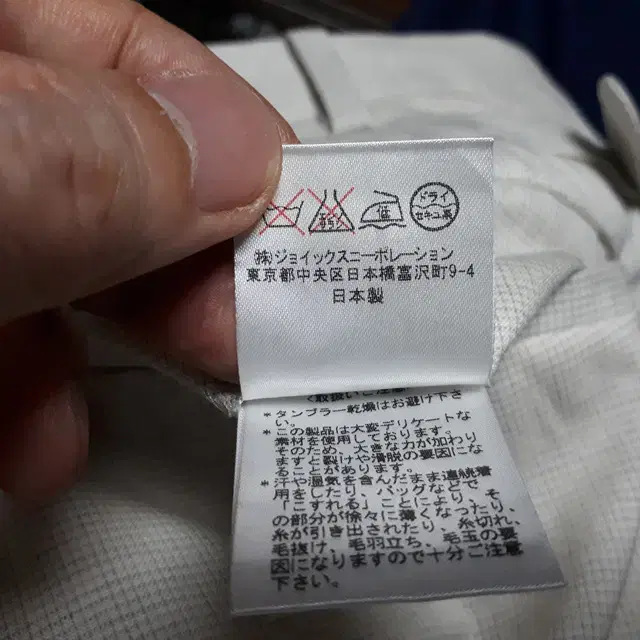 低
ドライ
セキユ系
㈱ジョイックスコーポレーション
東京都中央区日本橋富沢町9-4
日本製
<取扱いご注意>
*タンブラー乾燥はお避け下さ
い。
*この製品は大変デリケートな
素材を使用しております。
そのため、大きな力が加わり
ますと裂けや滑脱の要因にな
ることがあります。
*汗や湿気を含んだまま連続着
用をしたり、バッグなどで
「こすれる」ことにより、そ
の部分が徐々に薄くなったり、
糸が引き出されたり、糸切れ、
毛抜け、毛羽立ち、毛玉の要
因になりますので十分ご注意
下さい。